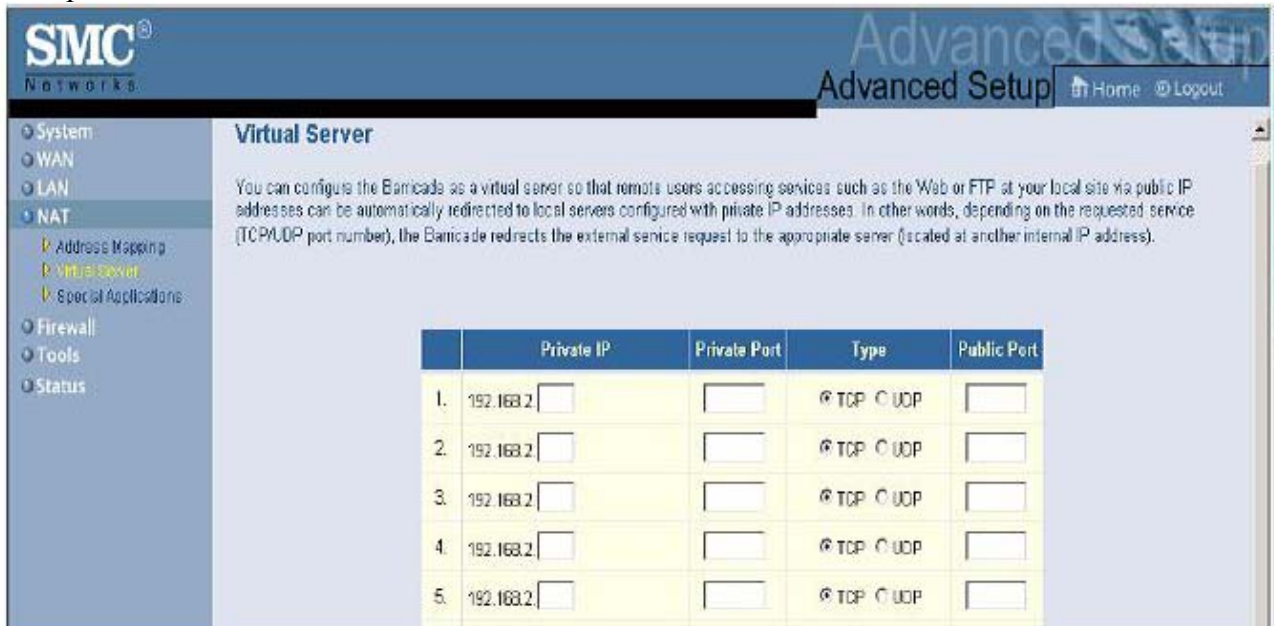 SMC®
Networks
Advanced Setup
Advanced Setup
Home
Logout
System
WAN
LAN
NAT
Address Mapping
Virtual Server
Special Applications
Firewall
Tools
Status
Virtual Server
You can configure the Barricade as a virtual server so that remote users accessing services such as the Web or FTP at your local site via public IP
addresses can be automatically redirected to local servers configured with private IP addresses. In other words, depending on the requested service
(TCP/UDP port number), the Barricade redirects the external service request to the appropriate server (located at another internal IP address).
Private IP Private Port Type Public Port
1. 192.168.2. TCP UDP
2. 192.168.2. TCP UDP
3. 192.168.2. TCP UDP
4. 192.168.2. TCP UDP
5. 192.168.2. TCP UDP